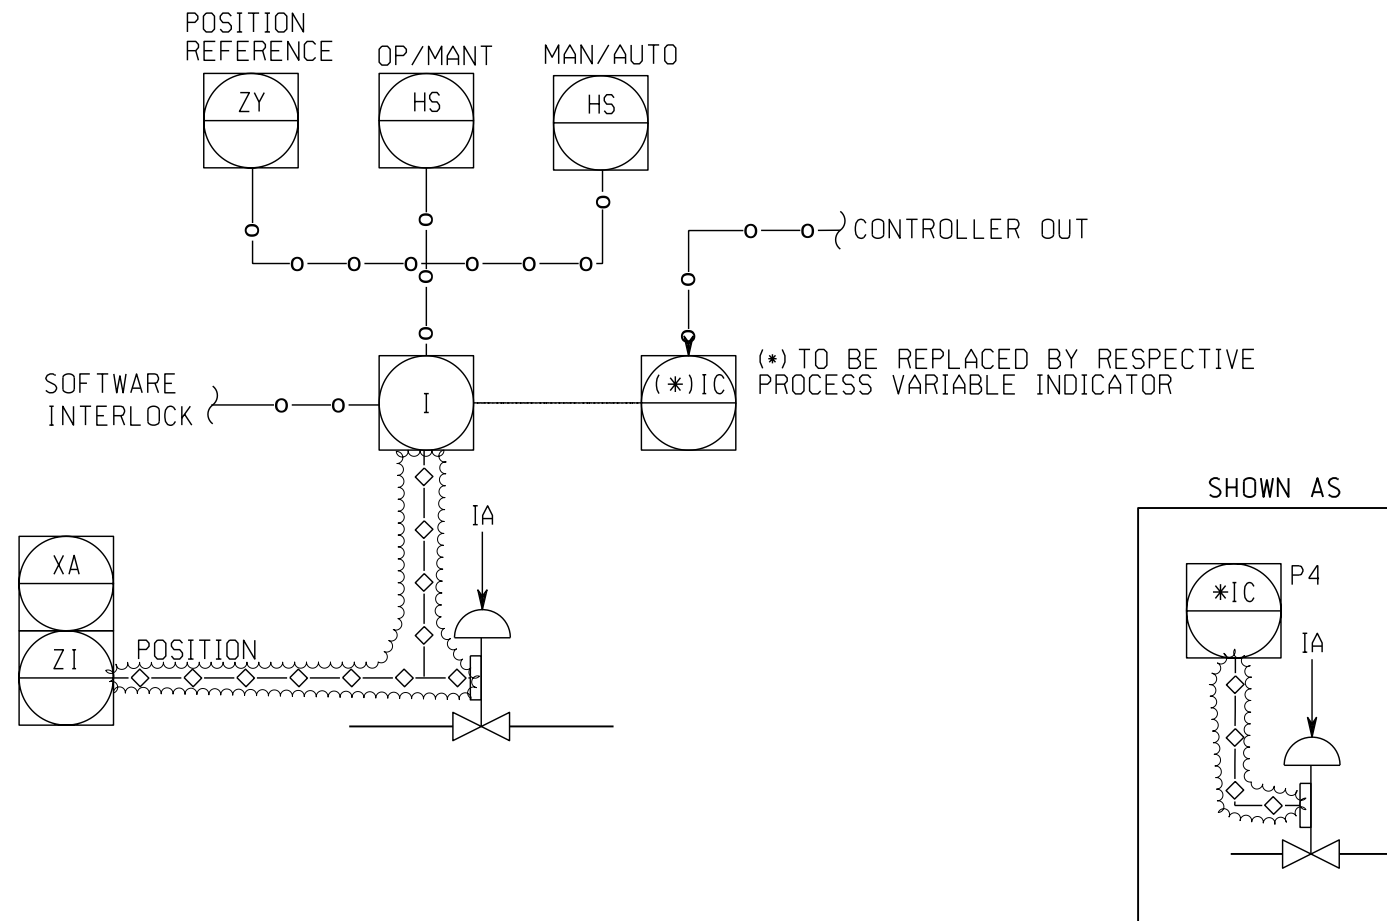 POSITION
REFERENCE
OP/MANT
MAN/AUTO
ZY
HS
HS
CONTROLLER OUT
(*) TO BE REPLACED BY RESPECTIVE
PROCESS VARIABLE INDICATOR
SOFTWARE
INTERLOCK
I
(*)IC
SHOWN AS
IA
XA
ZI
POSITION
*IC
P4
IA